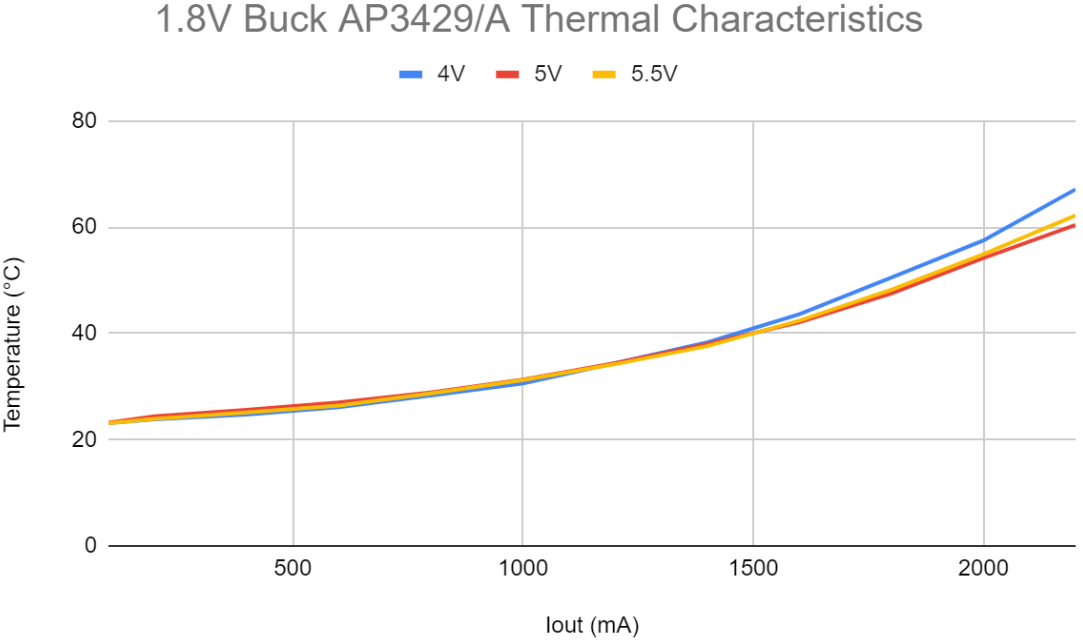 1.8V Buck AP3429/A Thermal Characteristics
4V 5V 5.5V
80
60
40
20
0
Temperature (°C)
500 1000 1500 2000
Iout (mA)